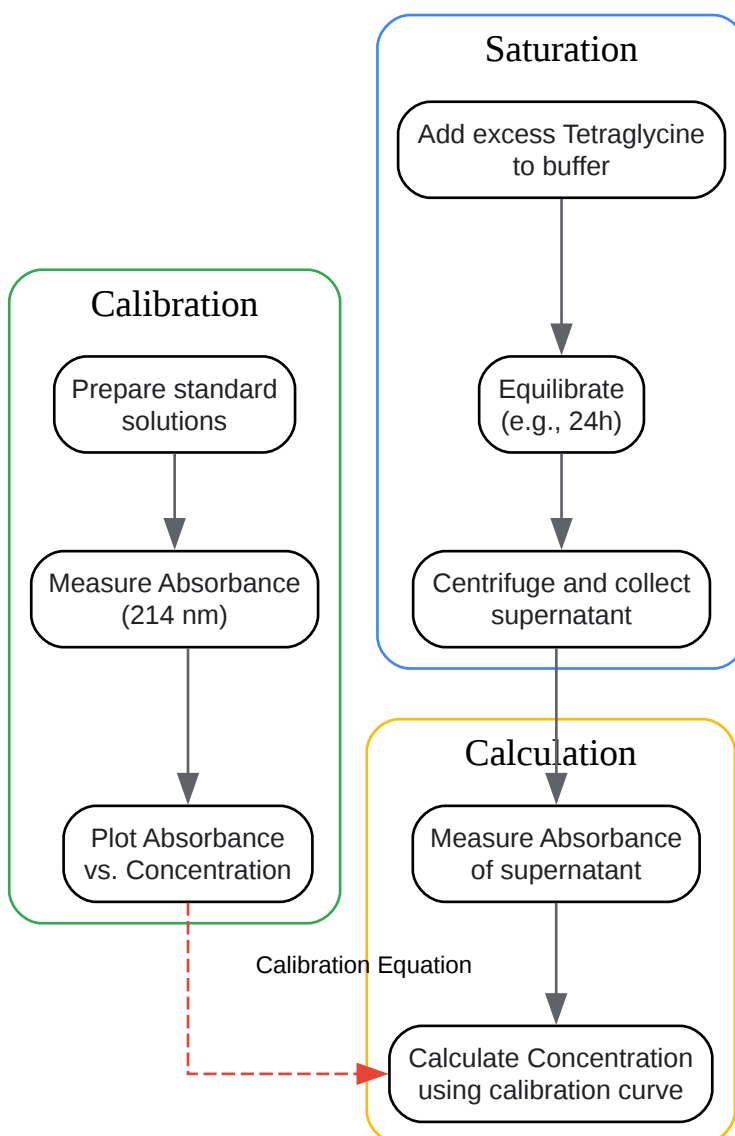 Saturation
Add excess Tetraglycine
to buffer
Equilibrate
(e.g., 24h)
Centrifuge and collect
supernatant
Calibration
Prepare standard
solutions
Measure Absorbance
(214 nm)
Plot Absorbance
vs. Concentration
Calibration Equation
Calculation
Measure Absorbance
of supernatant
Calculate Concentration
using calibration curve